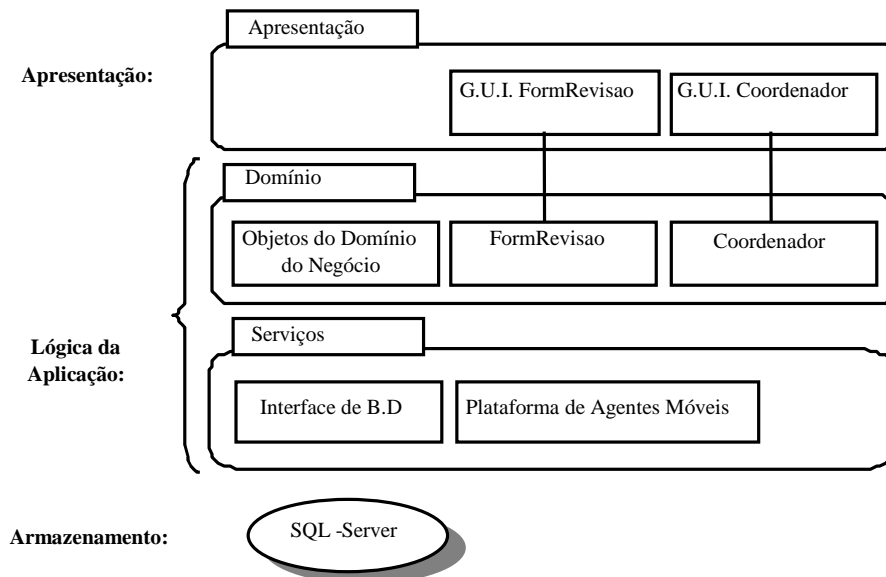 Apresentação
Apresentação:
G.U.I. FormRevisao
G.U.I. Coordenador
Domínio
Objetos do Domínio
do Negócio
FormRevisao
Coordenador
Lógica da
Aplicação:
Serviços
Interface de B.D
Plataforma de Agentes Móveis
Armazenamento:
SQL -Server